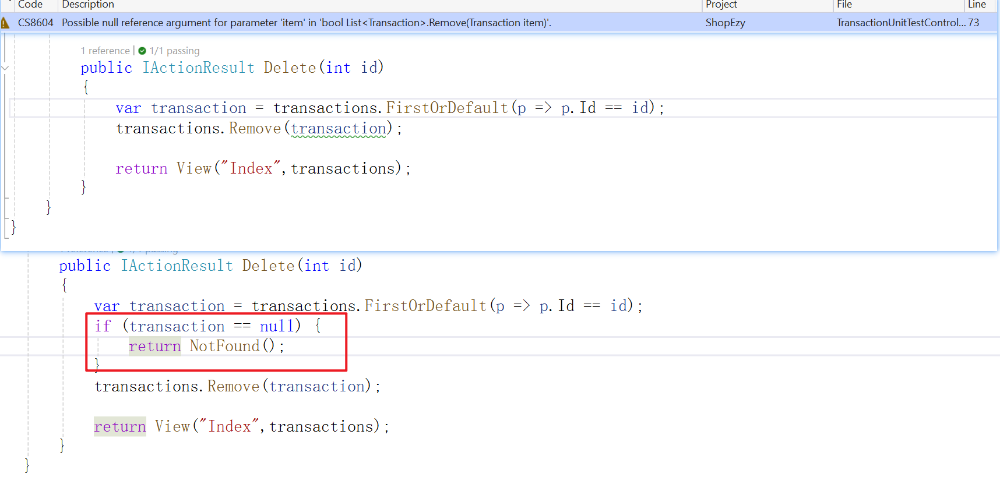 Code Description Project File Line
CS8604 Possible null reference argument for parameter 'item' in 'bool List<Transaction>.Remove(Transaction item)'. ShopEzy TransactionUnitTestControl... 73
1 reference | 1/1 passing
public IActionResult Delete(int id)
{
var transaction = transactions.FirstOrDefault(p => p.Id == id);
transactions.Remove(transaction);
return View("Index",transactions);
}
}
}
public IActionResult Delete(int id)
{
var transaction = transactions.FirstOrDefault(p => p.Id == id);
if (transaction == null) {
return NotFound();
}
transactions.Remove(transaction);
return View("Index",transactions);
}
}